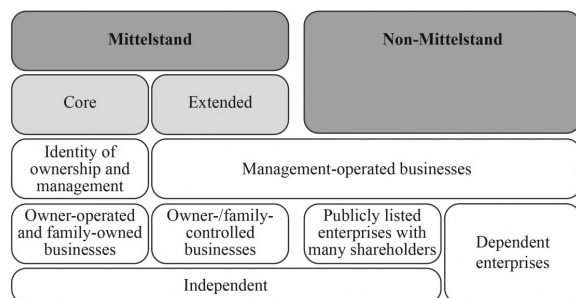 Mittelstand
Non-Mittelstand
Core
Extended
Identity of
ownership and
management
Management-operated businesses
Owner-operated
and family-owned
businesses
Owner-/family-
controlled
businesses
Publicly listed
enterprises with
many shareholders
Dependent
enterprises
Independent